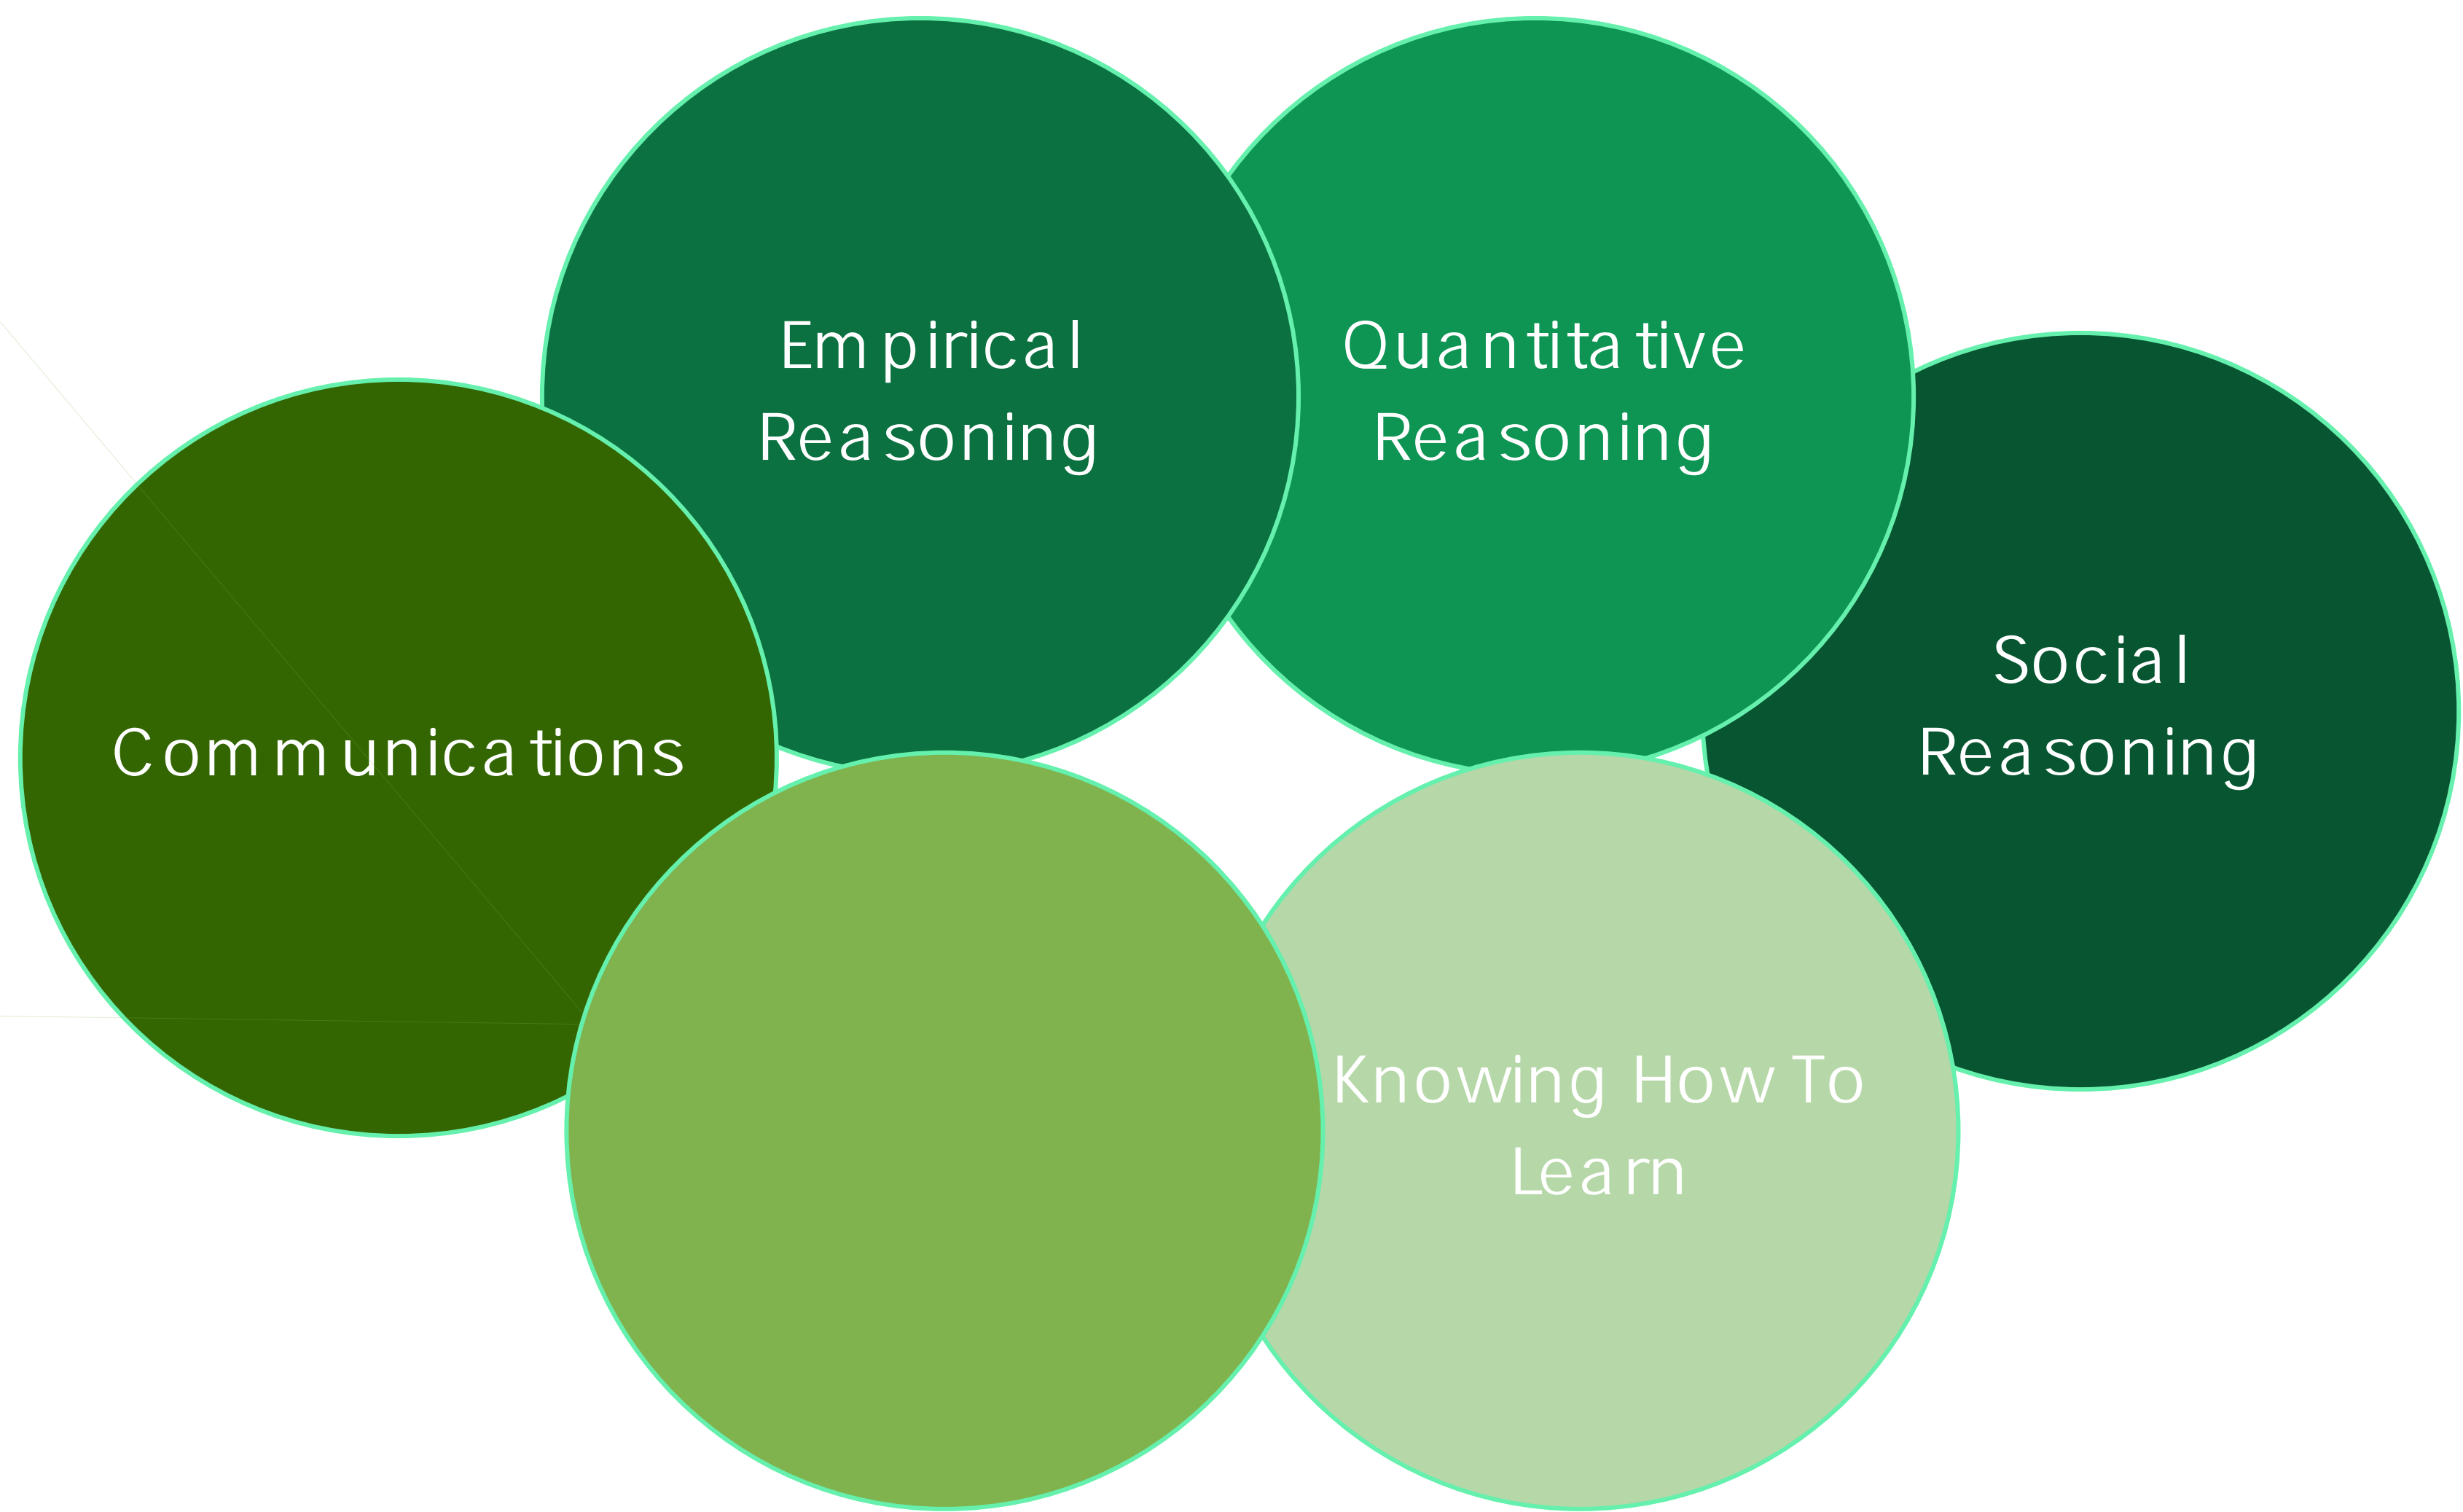 Empirical
Reasoning
Quantitative
Reasoning
Social
Reasoning
Communications
Knowing How To
Learn